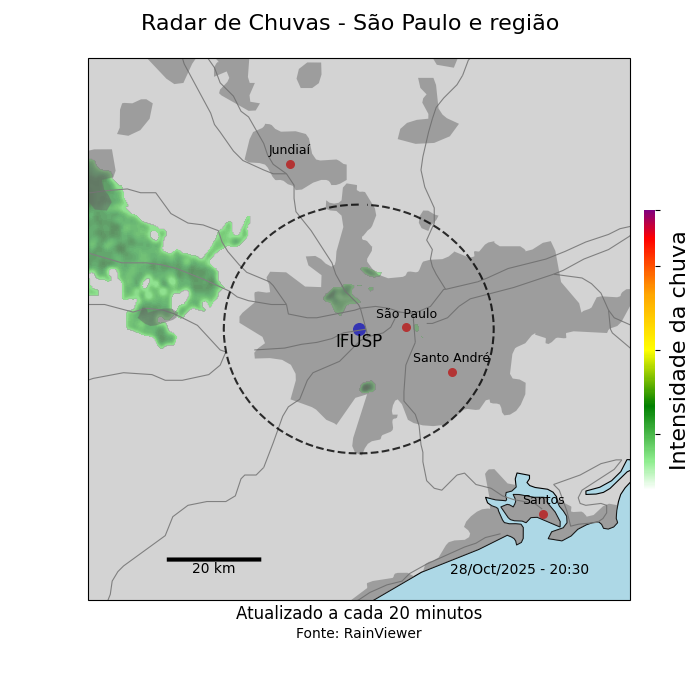 Radar de Chuvas - São Paulo e região
Jundiaí
São Paulo
IFUSP
Santo André
Intensidade da chuva
Santos
20 km
28/Oct/2025 - 20:30
Atualizado a cada 20 minutos
Fonte: RainViewer